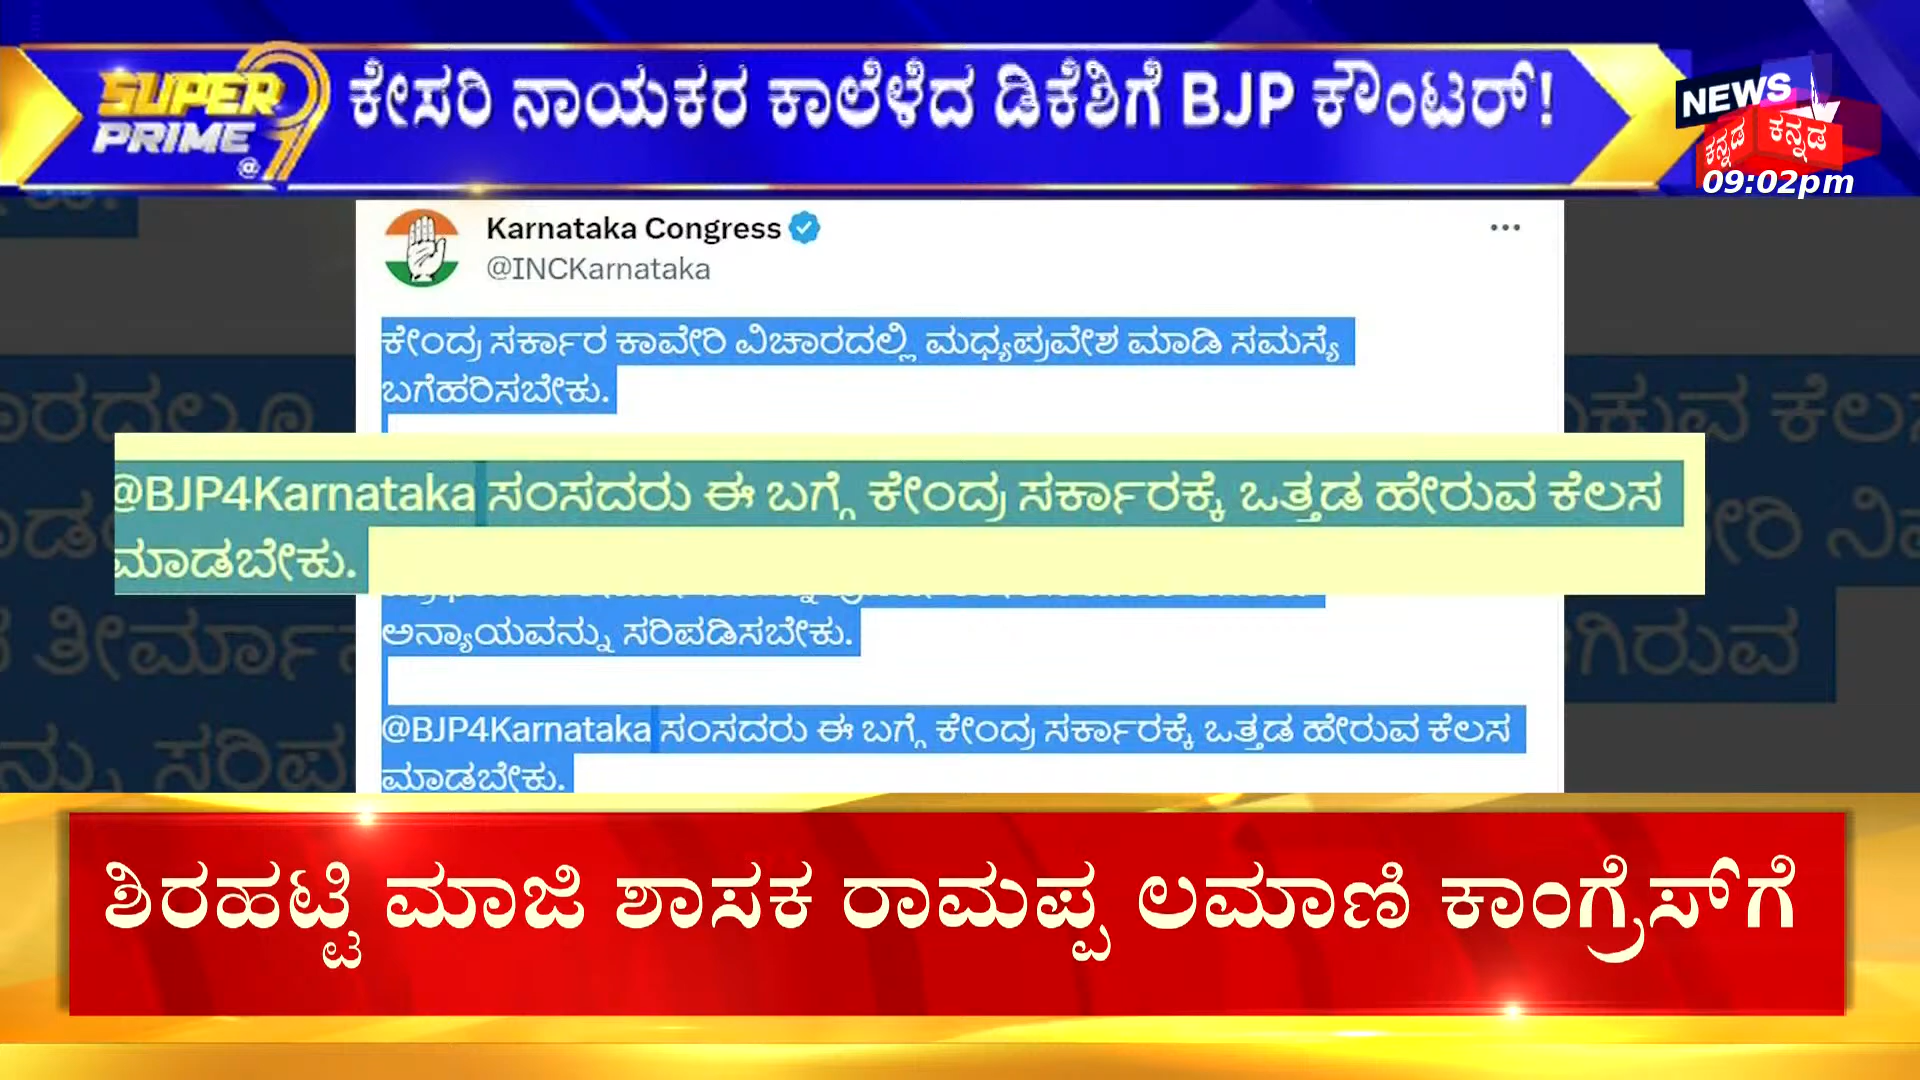 SUPER
PRIME
@9
ಕೇಸರಿ ನಾಯಕರ ಕಾಲೆಳೆದ ಡಿಕೆಶಿಗೆ BJP ಕೌಂಟರ್!
NEWS
ಕನ್ನಡ ಕನ್ನಡ
09:02pm
Karnataka Congress
@INCKarnataka
ಕೇಂದ್ರ ಸರ್ಕಾರ ಕಾವೇರಿ ವಿಚಾರದಲ್ಲಿ ಮಧ್ಯಪ್ರವೇಶ ಮಾಡಿ ಸಮಸ್ಯೆ
ಬಗೆಹರಿಸಬೇಕು.
@BJP4Karnataka ಸಂಸದರು ಈ ಬಗ್ಗೆ ಕೇಂದ್ರ ಸರ್ಕಾರಕ್ಕೆ ಒತ್ತಡ ಹೇರುವ ಕೆಲಸ
ಮಾಡಬೇಕು.
ಅನ್ಯಾಯವನ್ನು ಸರಿಪಡಿಸಬೇಕು.
@BJP4Karnataka ಸಂಸದರು ಈ ಬಗ್ಗೆ ಕೇಂದ್ರ ಸರ್ಕಾರಕ್ಕೆ ಒತ್ತಡ ಹೇರುವ ಕೆಲಸ
ಮಾಡಬೇಕು.
ಶಿರಹಟ್ಟಿ ಮಾಜಿ ಶಾಸಕ ರಾಮಪ್ಪ ಲಮಾಣಿ ಕಾಂಗ್ರೆಸ್‌ಗೆ